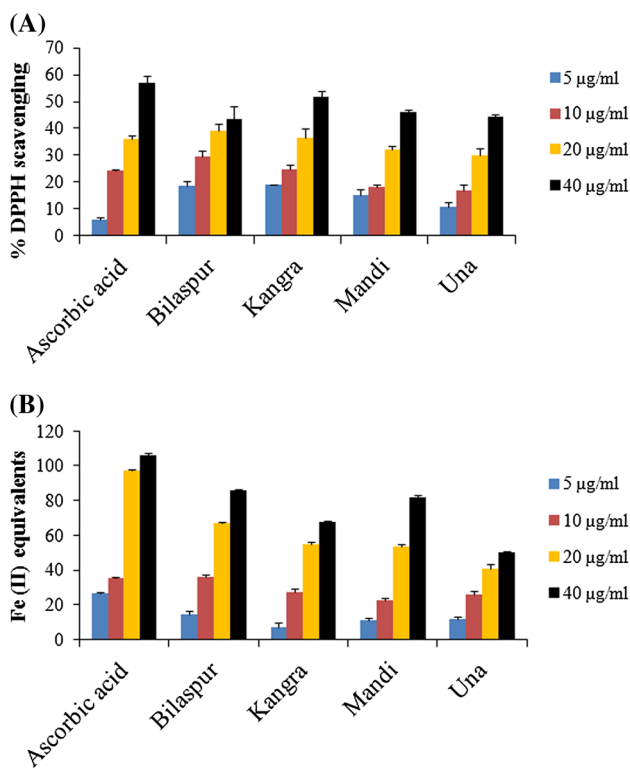 (A)
% DPPH scavenging
70
60
50
40
30
20
10
0
Ascorbic acid
Bilaspur
Kangra
Mandi
Una
5 µg/ml
10 µg/ml
20 µg/ml
40 µg/ml
(B)
Fe (II) equivalents
120
100
80
60
40
20
0
Ascorbic acid
Bilaspur
Kangra
Mandi
Una
5 µg/ml
10 µg/ml
20 µg/ml
40 µg/ml